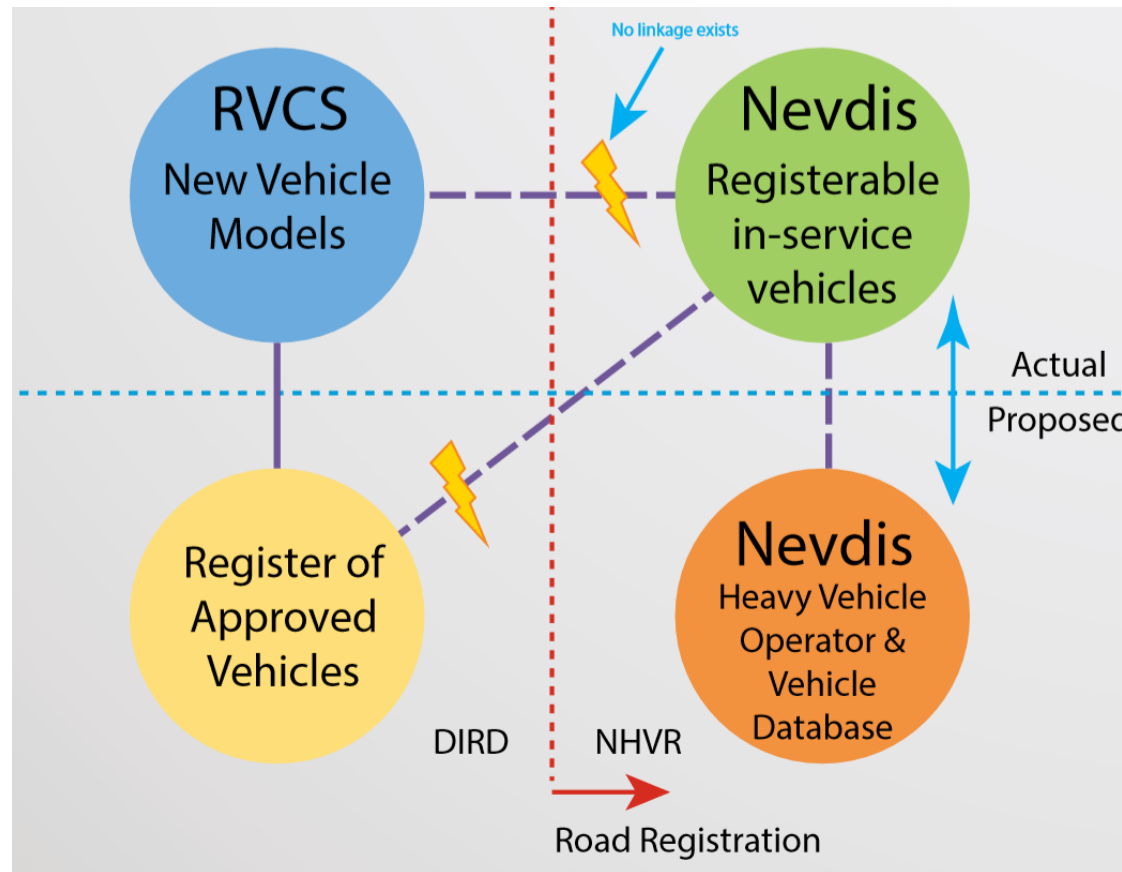 No linkage exists
RVCS
New Vehicle
Models
Nevdis
Registerable
in-service
vehicles
Actual
Proposed
Register of
Approved
Vehicles
Nevdis
Heavy Vehicle
Operator &
Vehicle
Database
DIRD
NHVR
Road Registration